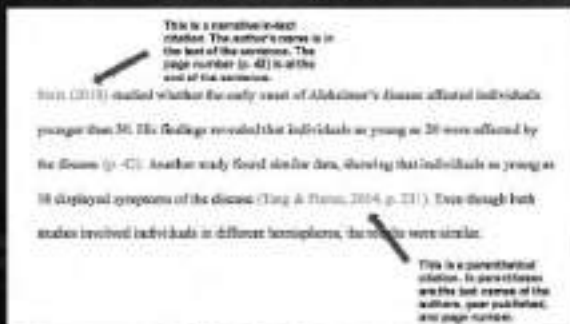 This is a narrative in-text
citation. The author's name is in
the text of the sentence. The
page number (p. 42) is at the
end of the sentence.
studied whether the early onset of Alzheimer's disease affected individuals
younger than 30. His findings revealed that individuals as young as 20 were affected by
the disease (p. 42). Another study found similar data, showing that individuals as young as
18 displayed symptoms of the disease Even though both
studies involved individuals in different hemispheres, the results were similar.
This is a parenthetical
citation. In parentheses
are the last names of the
authors, year published,
and page number.